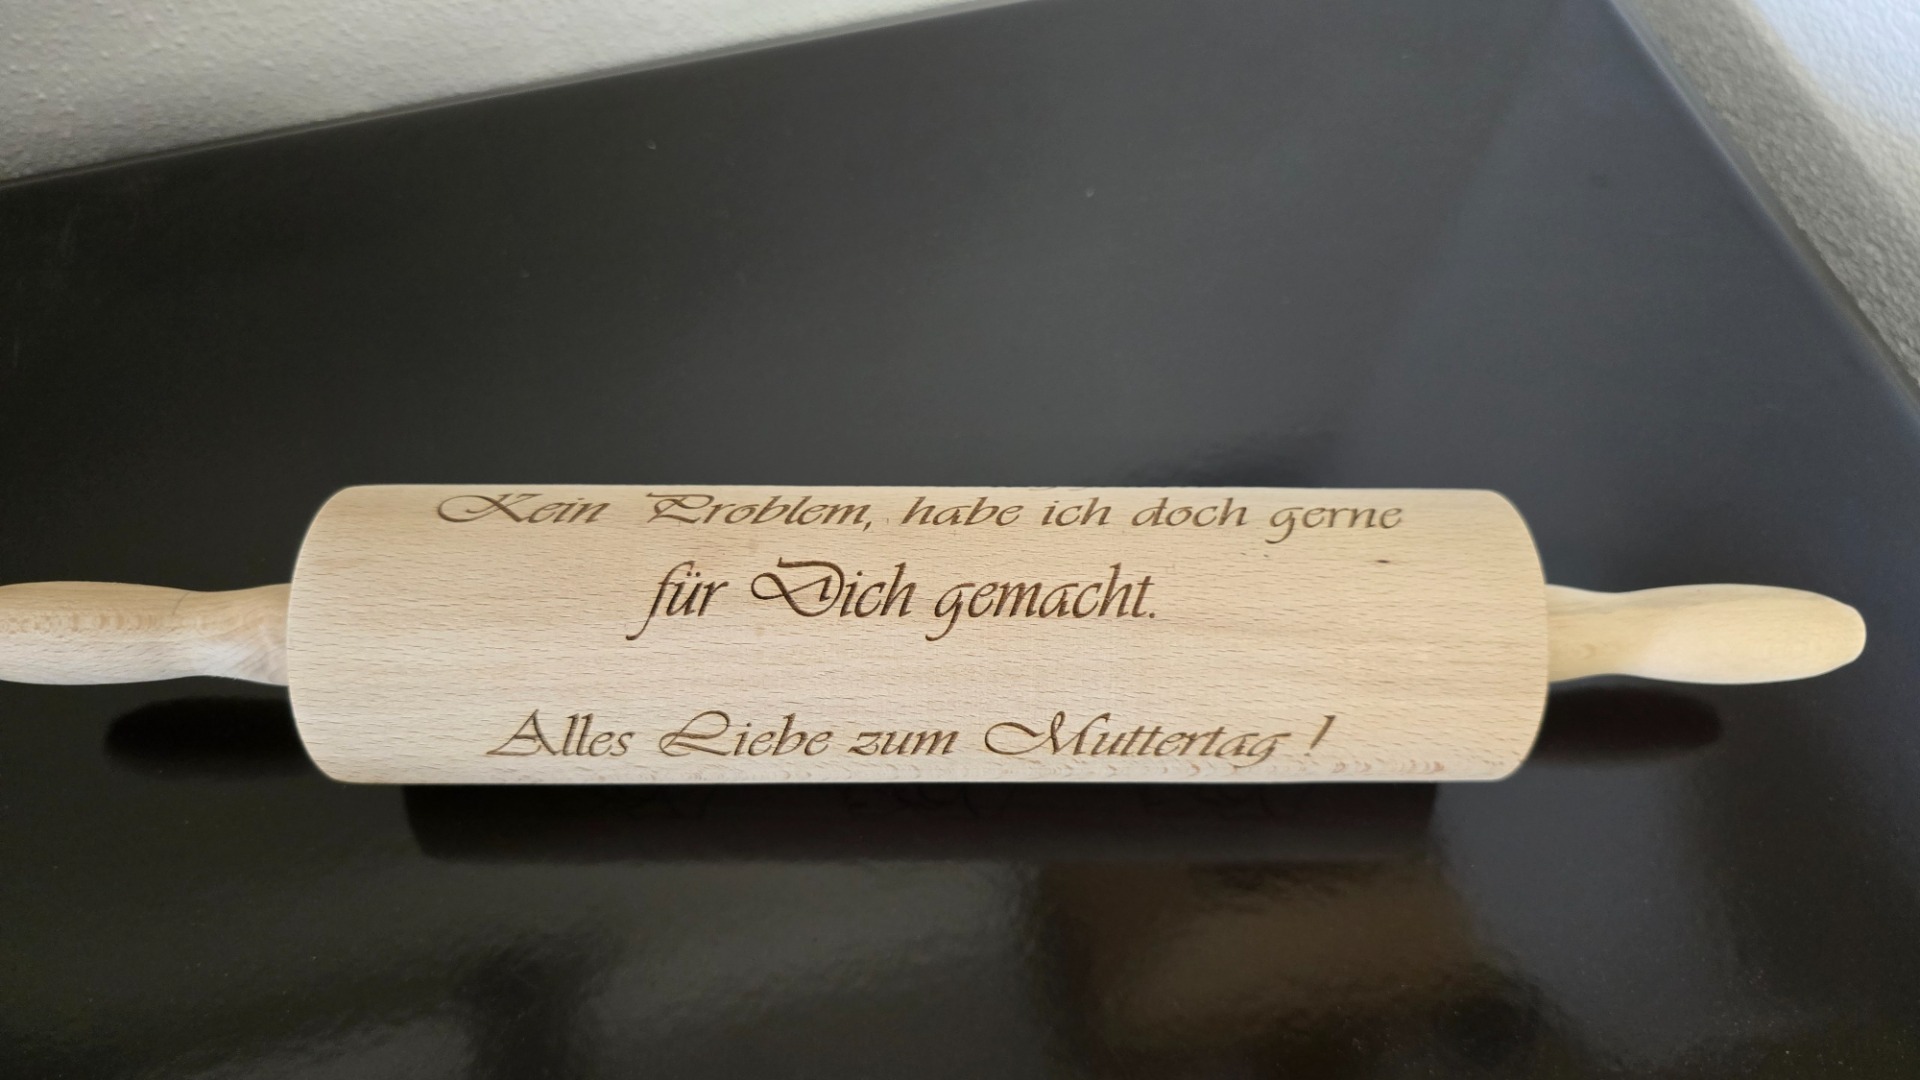 Kein Problem, habe ich doch gerne
für Dich gemacht.
Alles Liebe zum Muttertag !